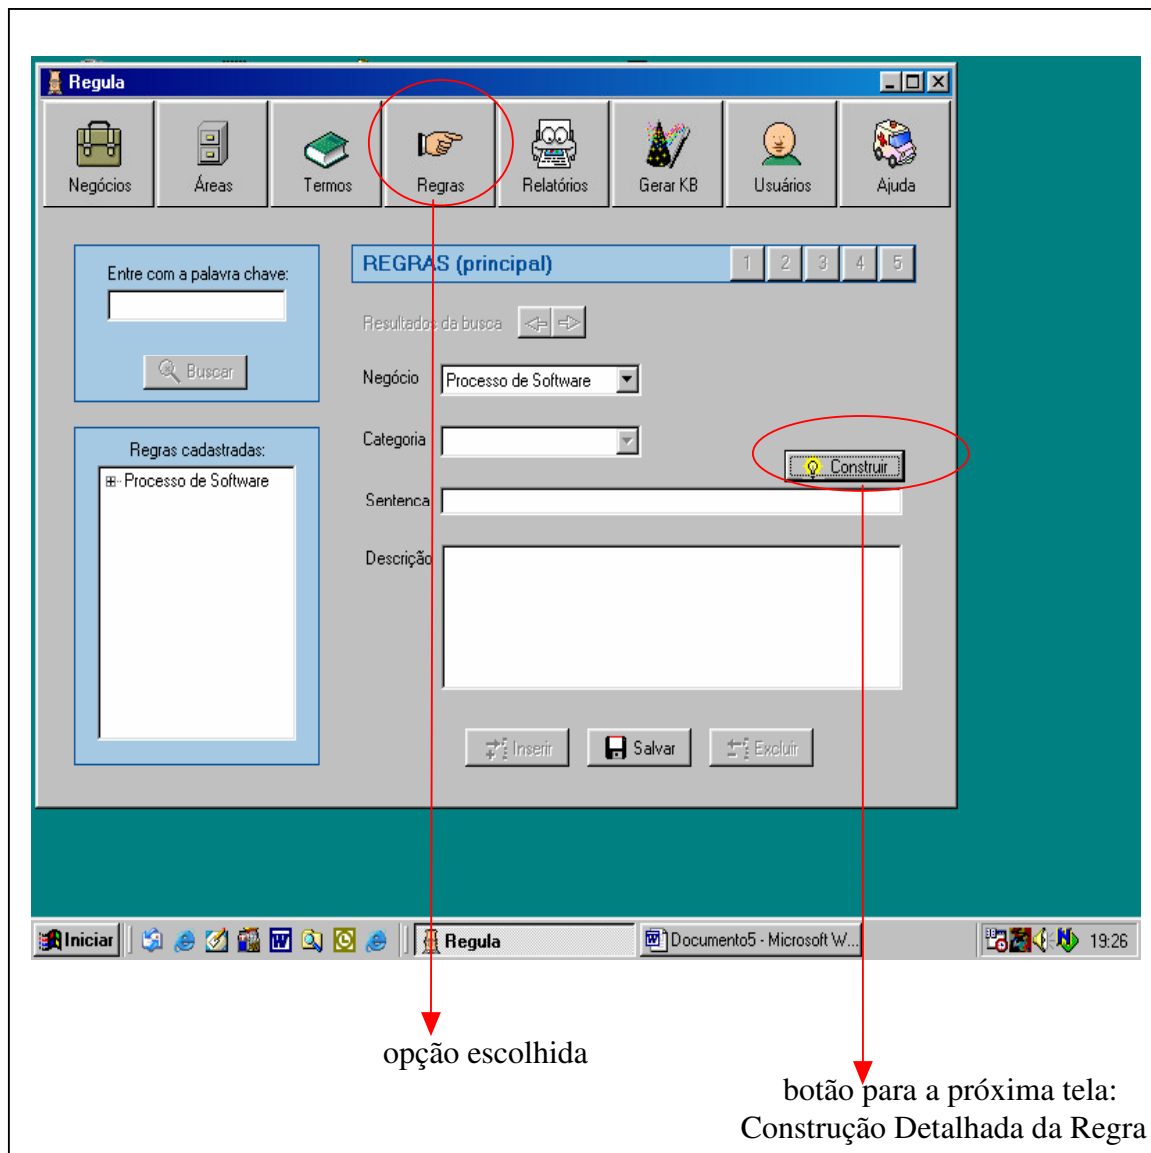 Regula
Negócios
Áreas
Termos
Regras
Relatórios
Gerar KB
Usuários
Ajuda
Entre com a palavra chave:
Buscar
Regras cadastradas:
Processo de Software
REGRAS (principal)
1 2 3 4 5
Resultados da busca
Negócio
Processo de Software
Categoria
Construir
Sentenca
Descrição
Inserir
Salvar
Excluir
Iniciar
Regula
Documento5 - Microsoft W...
19:26
opção escolhida
botão para a próxima tela:
Construção Detalhada da Regra